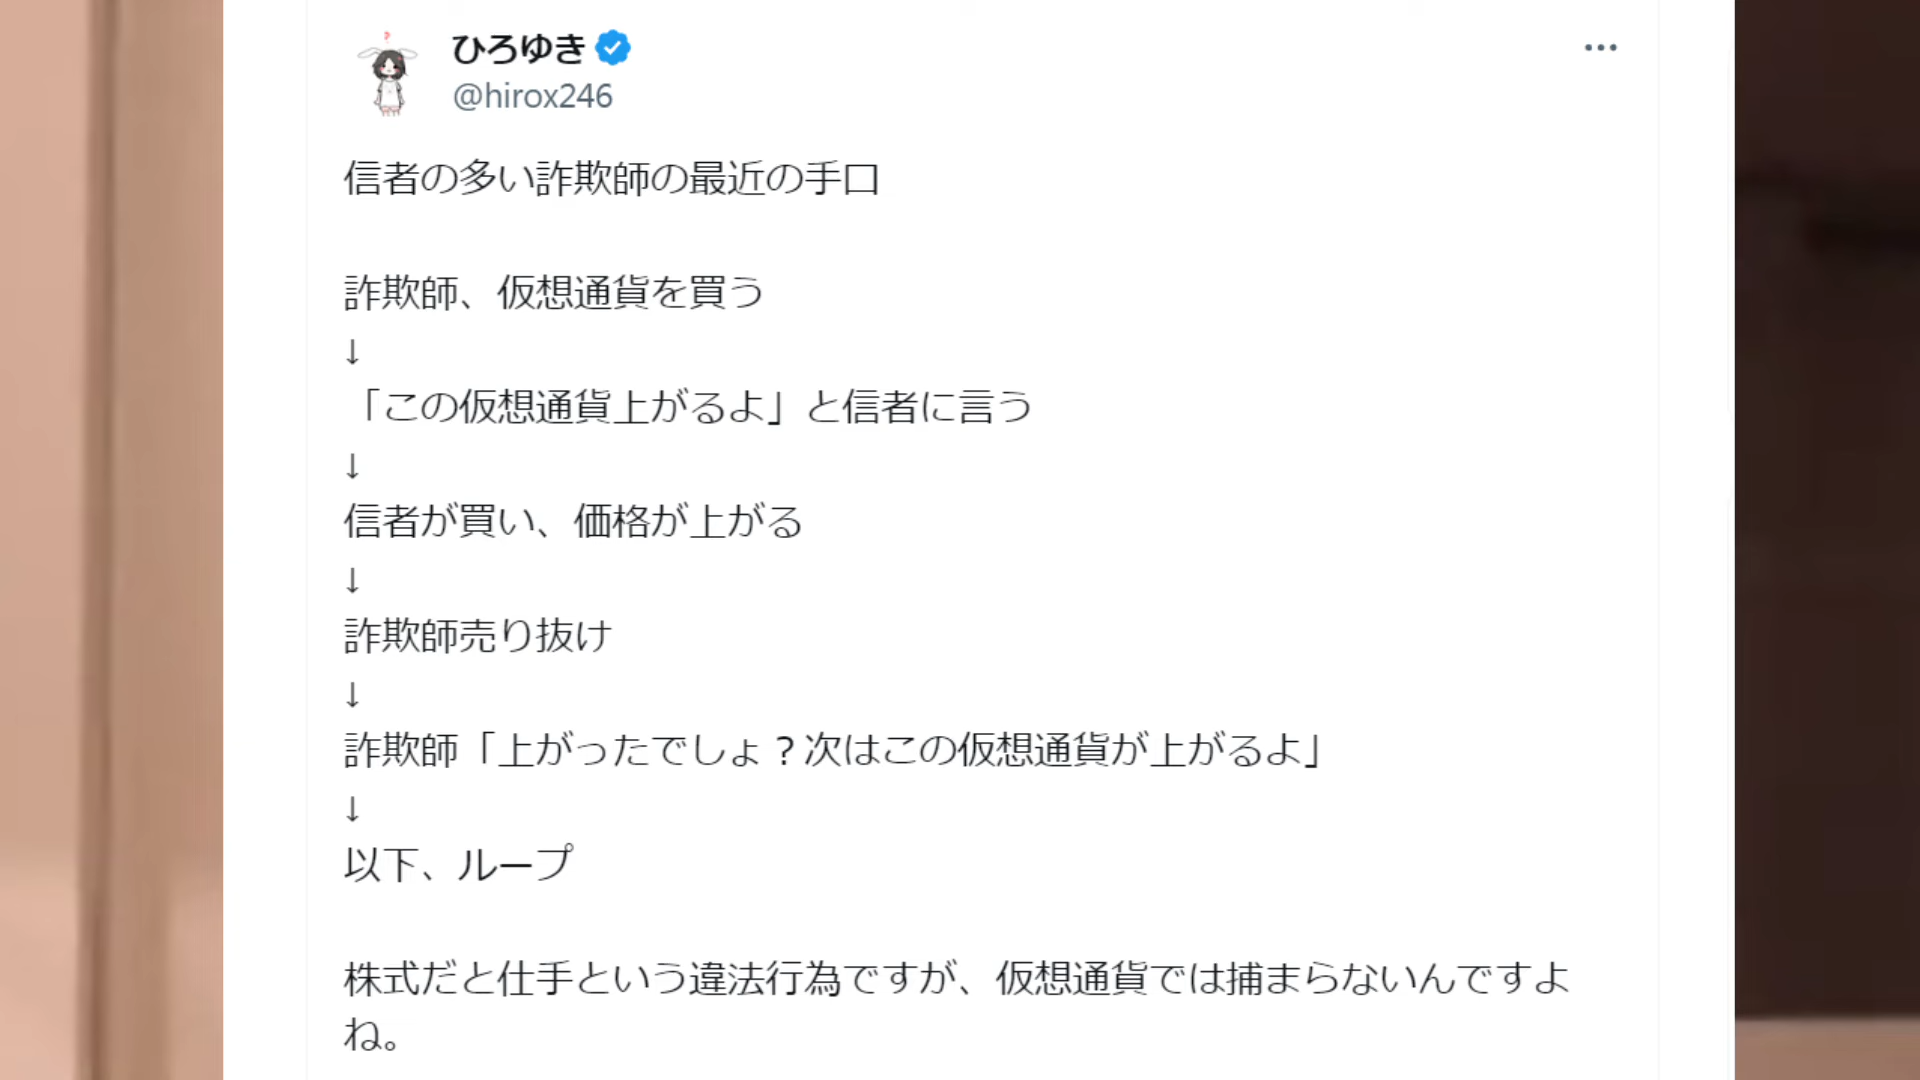 ひろゆき
@hirox246
信者の多い詐欺師の最近の手口
詐欺師、仮想通貨を買う
↓
「この仮想通貨上がるよ」と信者に言う
↓
信者が買い、価格が上がる
↓
詐欺師売り抜け
↓
詐欺師「上がったでしょ？次はこの仮想通貨が上がるよ」
↓
以下、ループ
株式だと仕手という違法行為ですが、仮想通貨では捕まらないんですよ
ね。